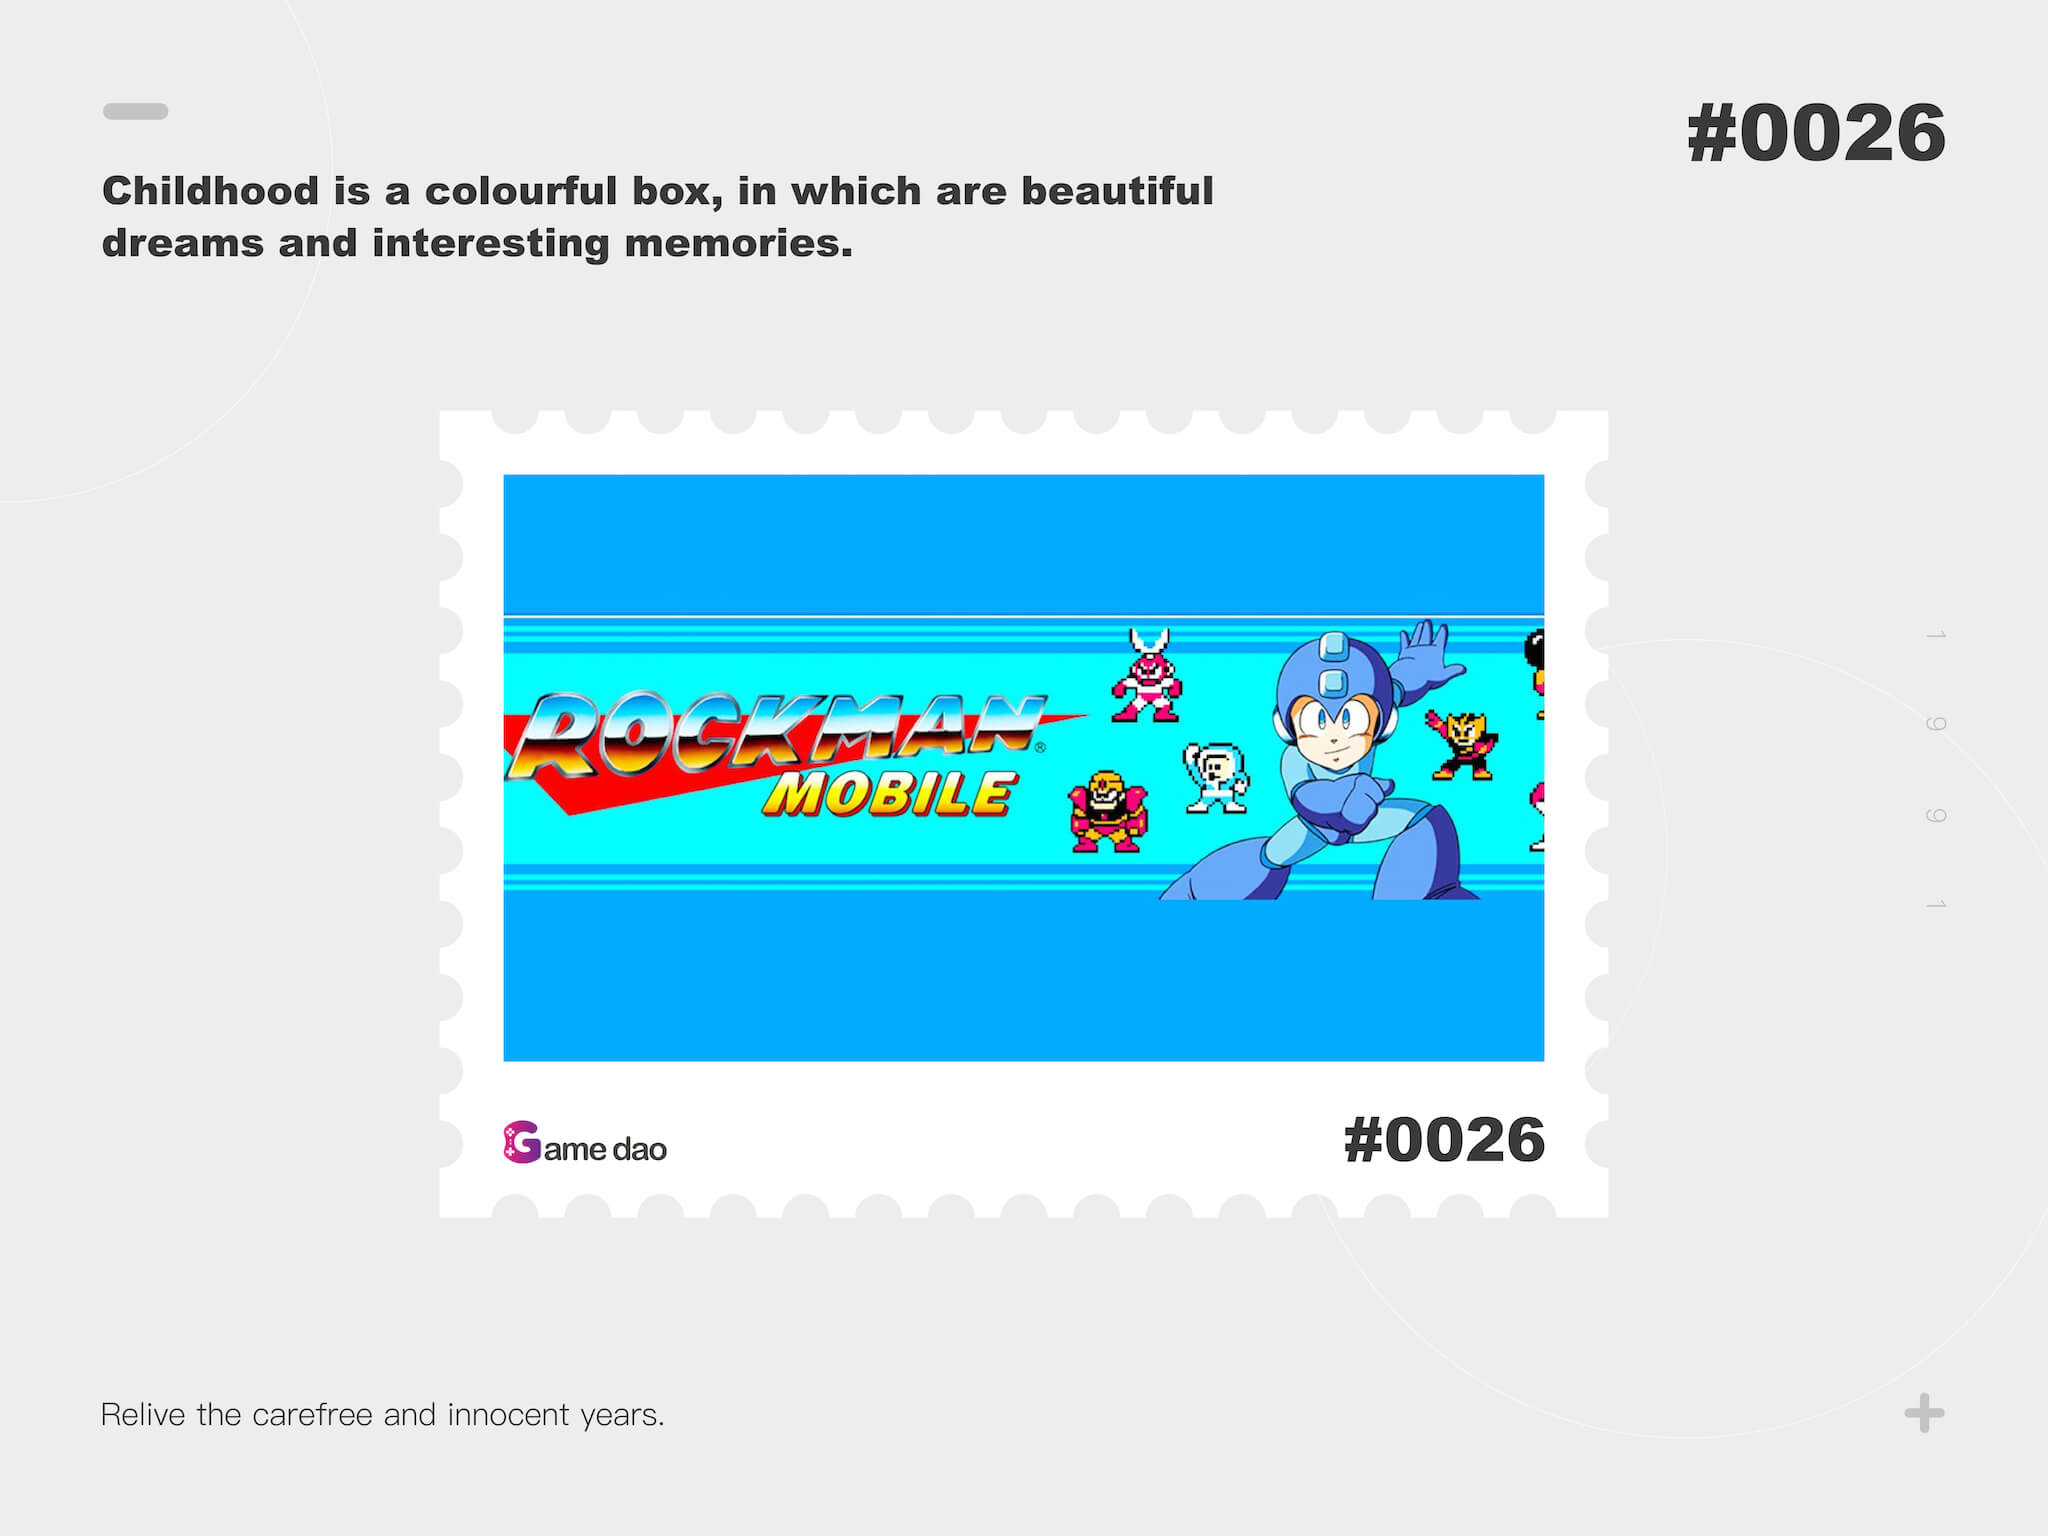 #0026
Childhood is a colourful box, in which are beautiful
dreams and interesting memories.
ROCKMAN®
MOBILE
Game dao
#0026
1
9
9
1
Relive the carefree and innocent years.